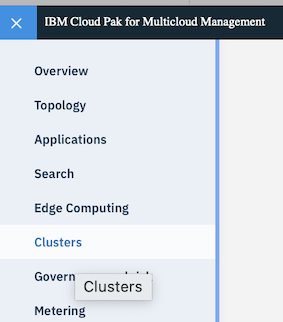 IBM Cloud Pak for Multicloud Management
Overview
Topology
Applications
Search
Edge Computing
Clusters
Clusters
Metering